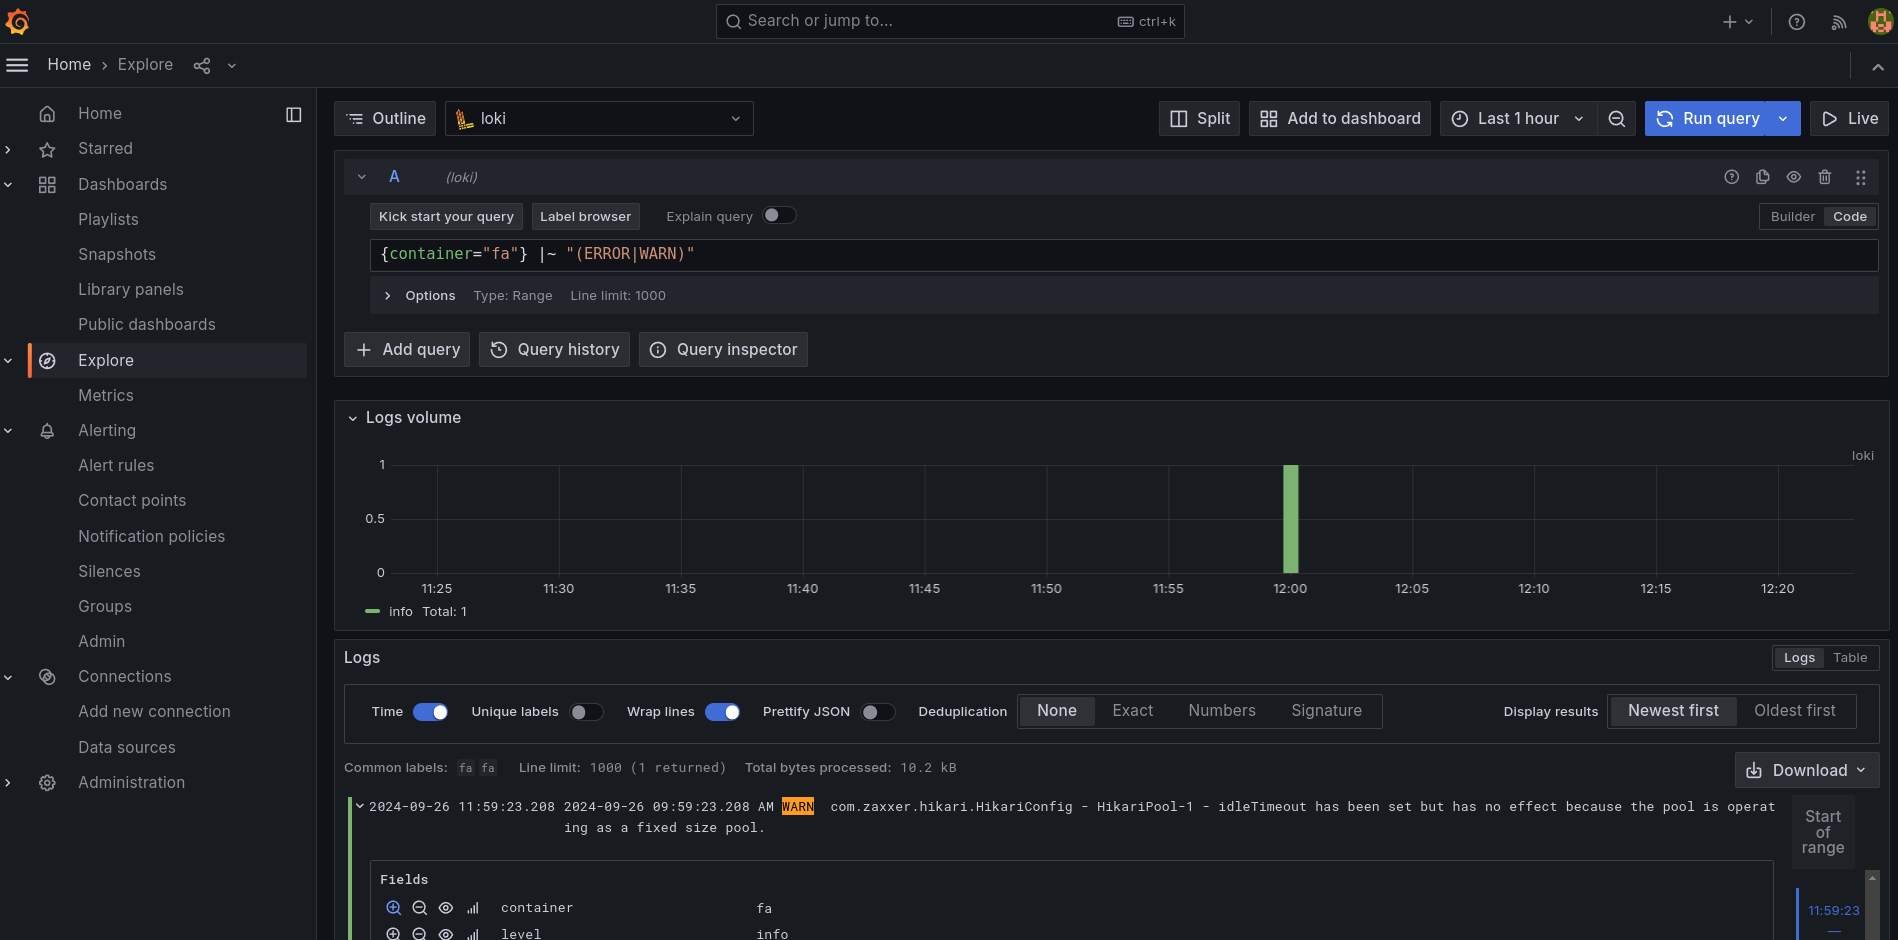 Search or jump to... ctrl+k
Home › Explore
Home
Starred
Dashboards
Playlists
Snapshots
Library panels
Public dashboards
Explore
Metrics
Alerting
Alert rules
Contact points
Notification policies
Silences
Groups
Admin
Connections
Add new connection
Data sources
Administration
Outline loki Split Add to dashboard Last 1 hour Run query Live
A (loki)
Kick start your query Label browser Explain query Builder Code
{container="fa"} |~ "(ERROR|WARN)"
Options Type: Range Line limit: 1000
Add query Query history Query inspector
Logs volume
loki
1
0.5
0
11:25 11:30 11:35 11:40 11:45 11:50 11:55 12:00 12:05 12:10 12:15 12:20
info Total: 1
Logs Logs Table
Time Unique labels Wrap lines Prettify JSON Deduplication None Exact Numbers Signature Display results Newest first Oldest first
Common labels: fa fa Line limit: 1000 (1 returned) Total bytes processed: 10.2 kB Download
2024-09-26 11:59:23.208 2024-09-26 09:59:23.208 AM WARN com.zaxxer.hikari.HikariConfig - HikariPool-1 - idleTimeout has been set but has no effect because the pool is operat
ing as a fixed size pool.
Start
of
range
Fields
container fa
11:59:23
—
level info